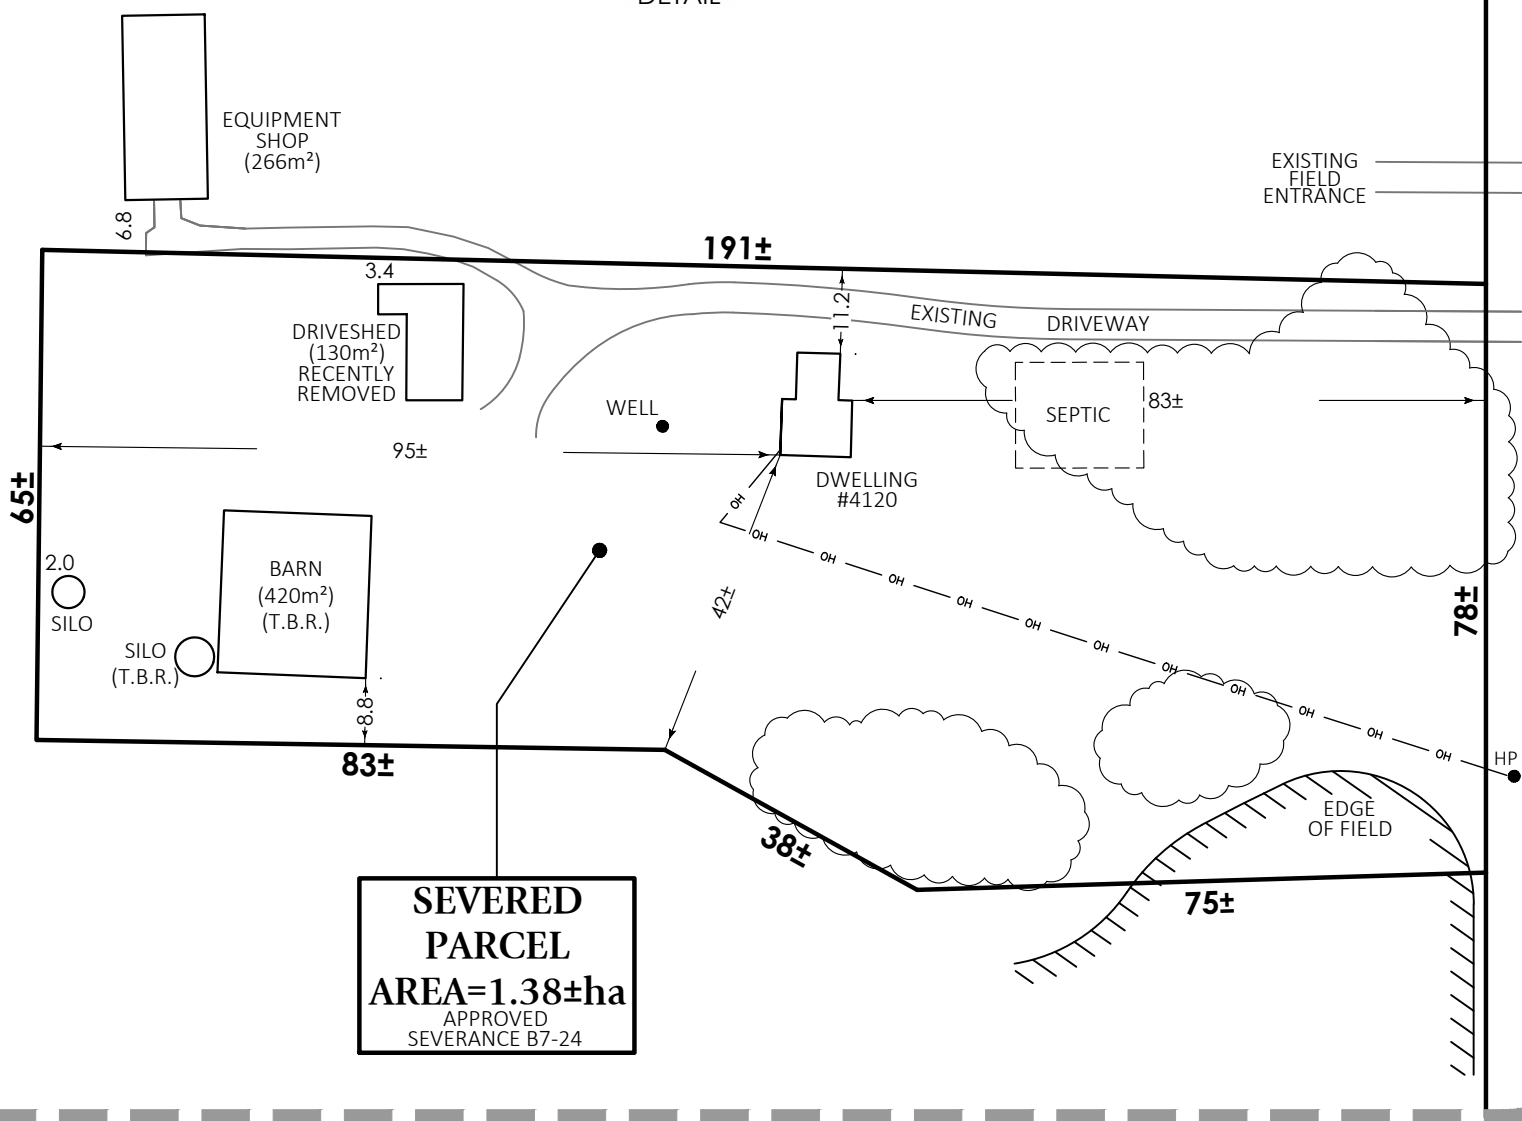 EQUIPMENT
SHOP
(266m²)
6.8
EXISTING
FIELD
ENTRANCE
191±
3.4
DRIVESHED
(130m²)
RECENTLY
REMOVED
11.2
EXISTING DRIVEWAY
WELL
SEPTIC
83±
95±
DWELLING
#4120
65±
OH
OH
OH
OH
OH
OH
OH
OH
OH
OH
OH
OH
2.0
SILO
BARN
(420m²)
(T.B.R.)
SILO
(T.B.R.)
42±
78±
8.8
83±
HP
EDGE
OF FIELD
38±
75±
SEVERED
PARCEL
AREA=1.38±ha
APPROVED
SEVERANCE B7-24